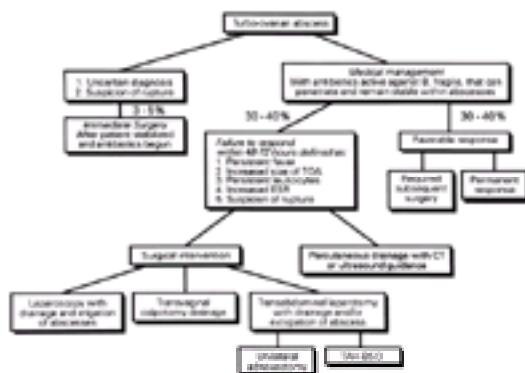 Tubo-ovarian abscess
1 Uncertain diagnosis
2 Suspicion of rupture
Medical management
With antibiotics active against B. fragilis, that can
penetrate and remain stable within abscesses
3 - 5%
30 - 40%
30 - 40%
Immediate Surgery
After patient stabilized
and antibiotics begun
Failure to respond
within 48-72 hours defined as
1 Persistent fever
2 Increased size of TOA
3 Persistent leukocytes
4 Increased ESR
5 Suspicion of rupture
Favorable response
Required
subsequent
surgery
Permanent
response
Surgical intervention
Percutaneous drainage with CT
or ultrasound guidance
Laparoscopy with
drainage and irrigation of
abscesses
Transvaginal
colpotomy drainage
Transabdominal laparotomy
with drainage and/or
extirpation of abscess
Unilateral
adnexectomy
TAH-BSO